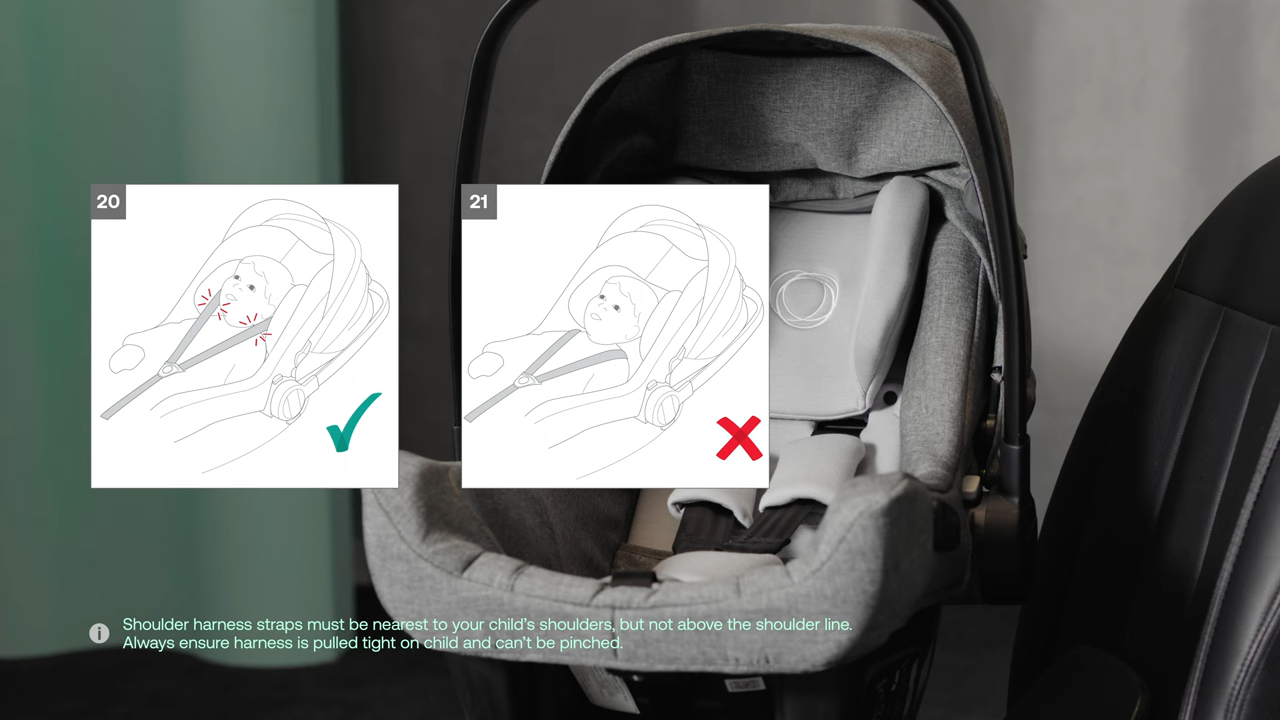 20
21
Shoulder harness straps must be nearest to your child's shoulders, but not above the shoulder line.
Always ensure harness is pulled tight on child and can't be pinched.